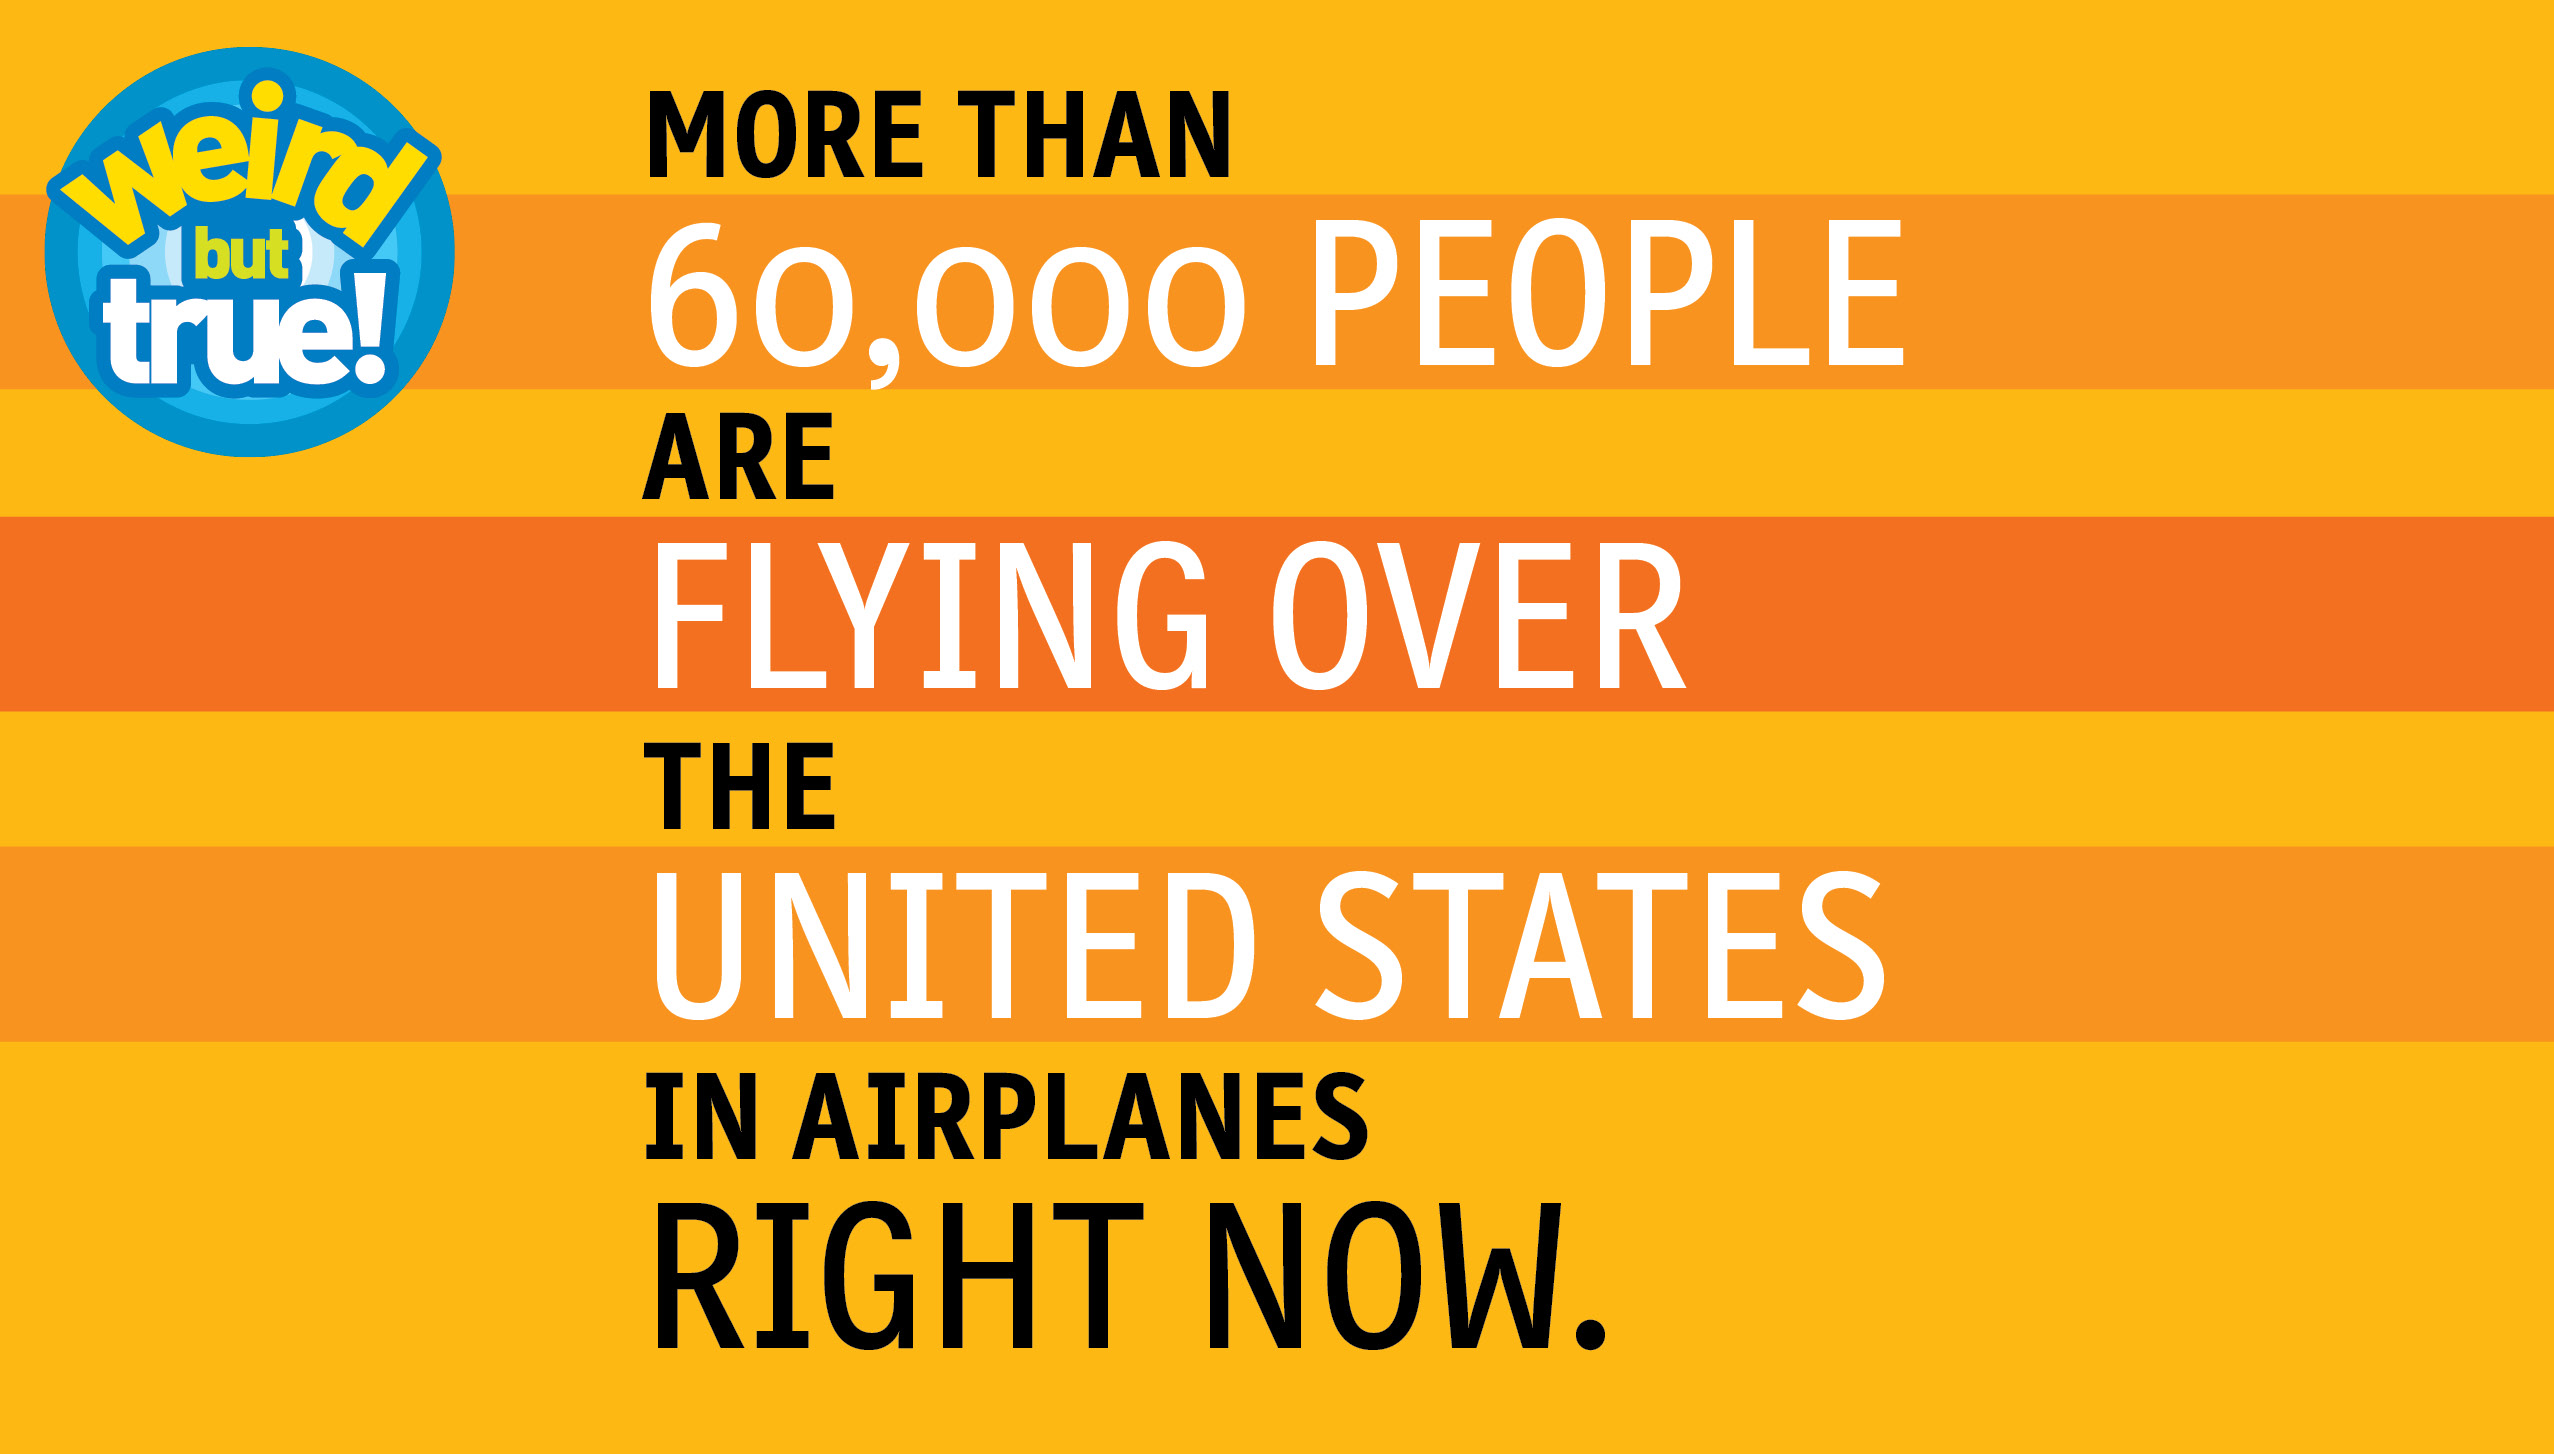 weird
but
true!
MORE THAN
60,000 PEOPLE
ARE
FLYING OVER
THE
UNITED STATES
IN AIRPLANES
RIGHT NOW.